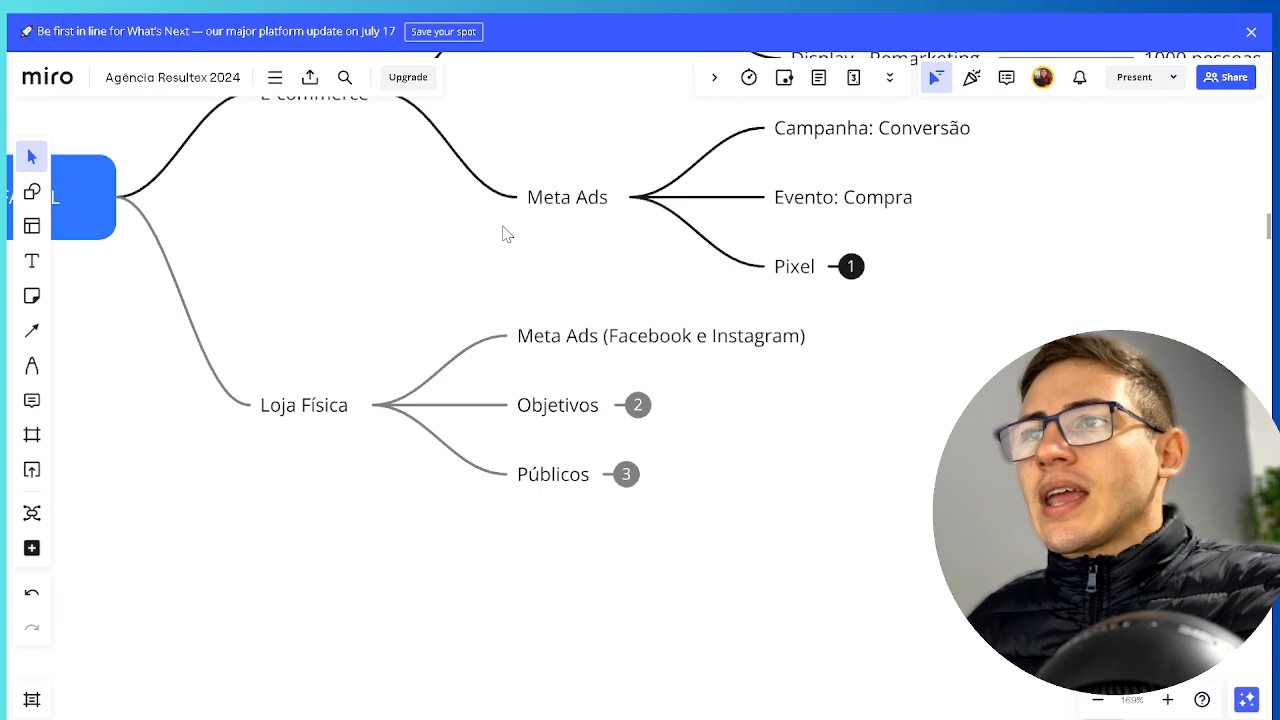 Be first in line for What's Next — our major platform update on July 17
Save your spot
miro
Agência Resultex 2024
Upgrade
3
Present
Share
Display - Remarketing
1000 pessoas
E-commerce
Campanha: Conversão
Meta Ads
Evento: Compra
L
Pixel
1
Meta Ads (Facebook e Instagram)
Loja Física
Objetivos
2
Públicos
3
169%